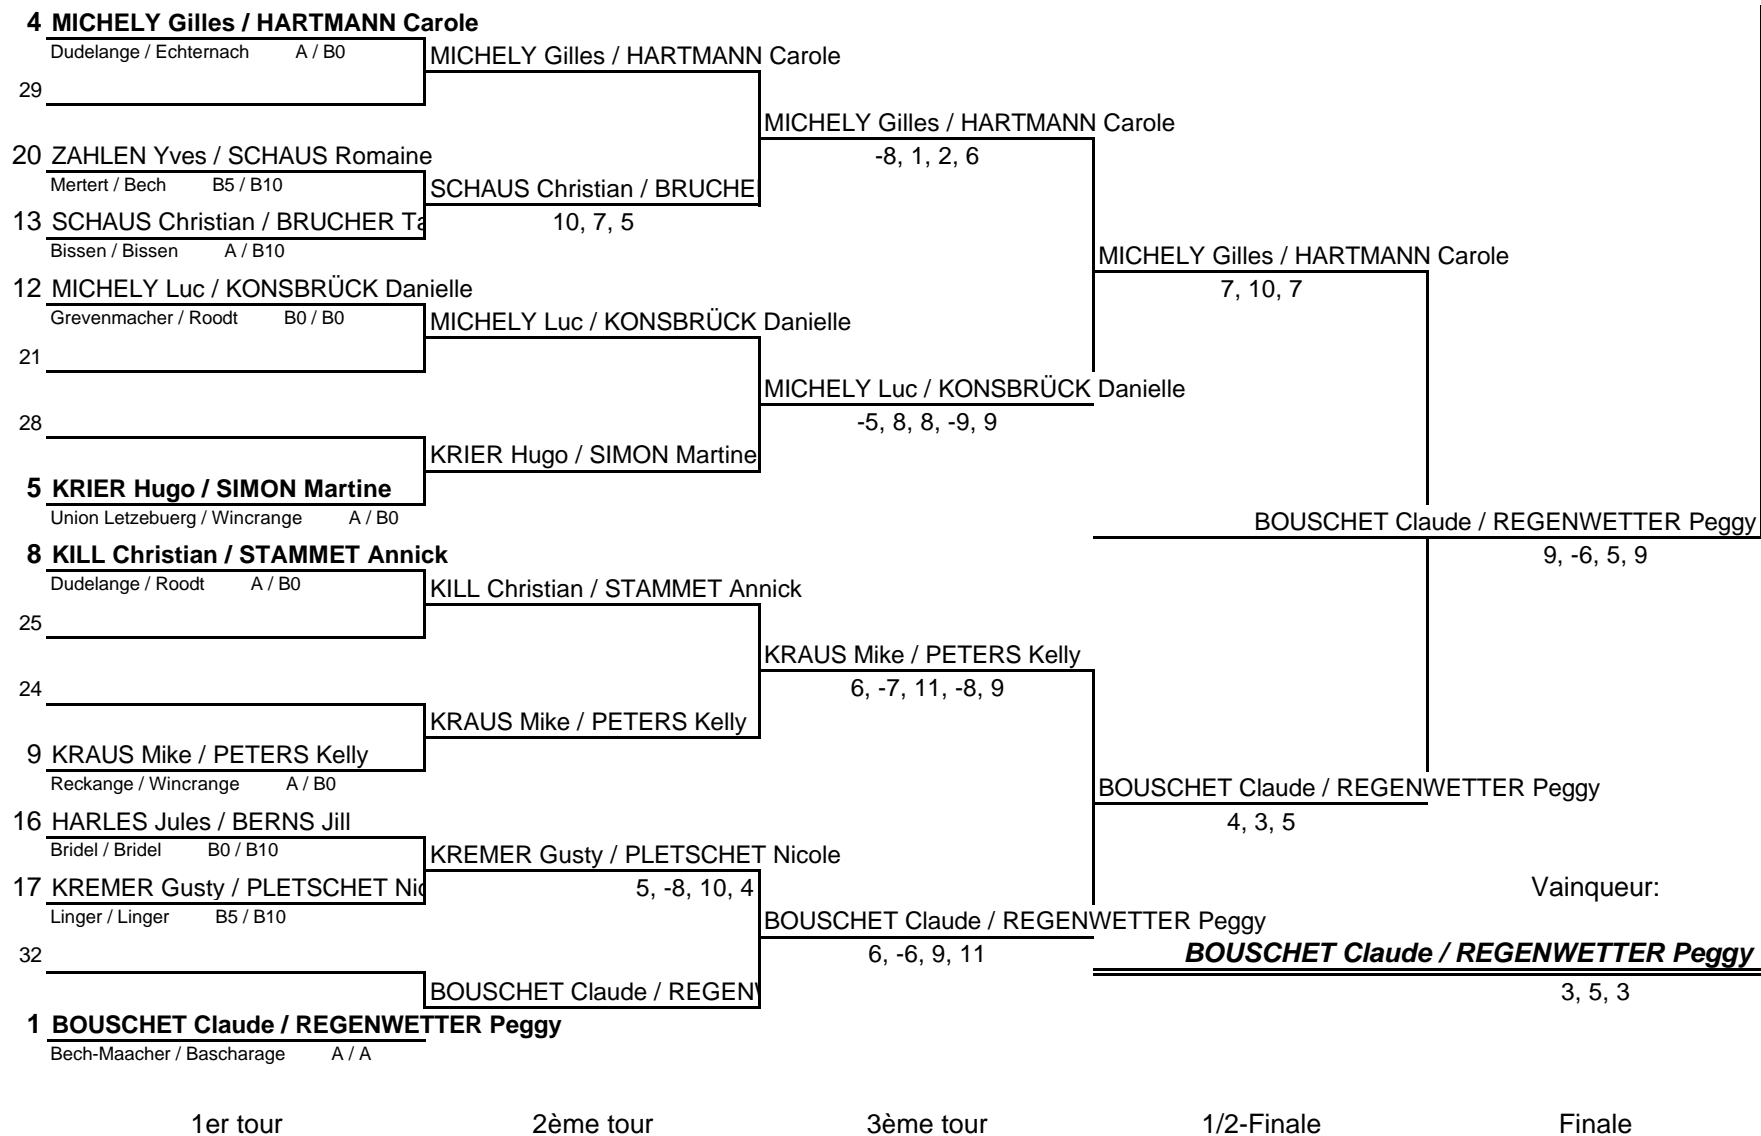 4 MICHELY Gilles / HARTMANN Carole
Dudelange / Echternach A / B0
MICHELY Gilles / HARTMANN Carole
29
MICHELY Gilles / HARTMANN Carole
20 ZAHLEN Yves / SCHAUS Romaine
-8, 1, 2, 6
Mertert / Bech B5 / B10
SCHAUS Christian / BRUCHE
13 SCHAUS Christian / BRUCHER Ta
10, 7, 5
Bissen / Bissen A / B10
MICHELY Gilles / HARTMANN Carole
12 MICHELY Luc / KONSBRÜCK Danielle
7, 10, 7
Grevenmacher / Roodt B0 / B0
MICHELY Luc / KONSBRÜCK Danielle
21
MICHELY Luc / KONSBRÜCK Danielle
28
-5, 8, 8, -9, 9
KRIER Hugo / SIMON Martine
5 KRIER Hugo / SIMON Martine
Union Letzebuerg / Wincrange A / B0
BOUSCHET Claude / REGENWETTER Peggy
8 KILL Christian / STAMMET Annick
9, -6, 5, 9
Dudelange / Roodt A / B0
KILL Christian / STAMMET Annick
25
KRAUS Mike / PETERS Kelly
24
6, -7, 11, -8, 9
KRAUS Mike / PETERS Kelly
9 KRAUS Mike / PETERS Kelly
Reckange / Wincrange A / B0
BOUSCHET Claude / REGENWETTER Peggy
16 HARLES Jules / BERNS Jill
4, 3, 5
Bridel / Bridel B0 / B10
KREMER Gusty / PLETSCHET Nicole
17 KREMER Gusty / PLETSCHET Nic
5, -8, 10, 4
Vainqueur:
Linger / Linger B5 / B10
BOUSCHET Claude / REGENWETTER Peggy
32
6, -6, 9, 11
BOUSCHET Claude / REGENWETTER Peggy
BOUSCHET Claude / REGEN
3, 5, 3
1 BOUSCHET Claude / REGENWETTER Peggy
Bech-Maacher / Bascharage A / A
1er tour 2ème tour 3ème tour 1/2-Finale Finale